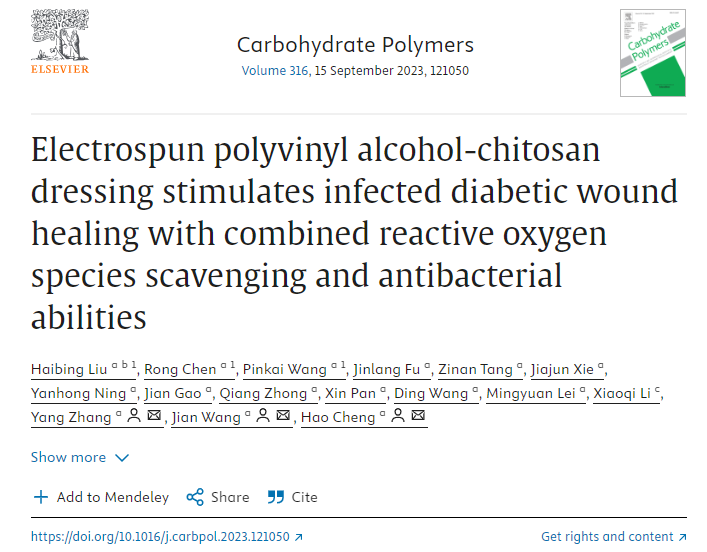 ELSEVIER
Carbohydrate Polymers
Volume 316, 15 September 2023, 121050
Carbohydrate
Polymers
Electrospun polyvinyl alcohol-chitosan
dressing stimulates infected diabetic wound
healing with combined reactive oxygen
species scavenging and antibacterial
abilities
Haibing Liu a b 1, Rong Chen a 1, Pinkai Wang a 1, Jinlang Fu a, Zinan Tang a, Jiajun Xie a,
Yanhong Ning a, Jian Gao a, Qiang Zhong a, Xin Pan a, Ding Wang a, Mingyuan Lei a, Xiaoqi Li c,
Yang Zhang a, Jian Wang a, Hao Cheng a
Show more
Add to Mendeley Share Cite
https://doi.org/10.1016/j.carbpol.2023.121050 Get rights and content